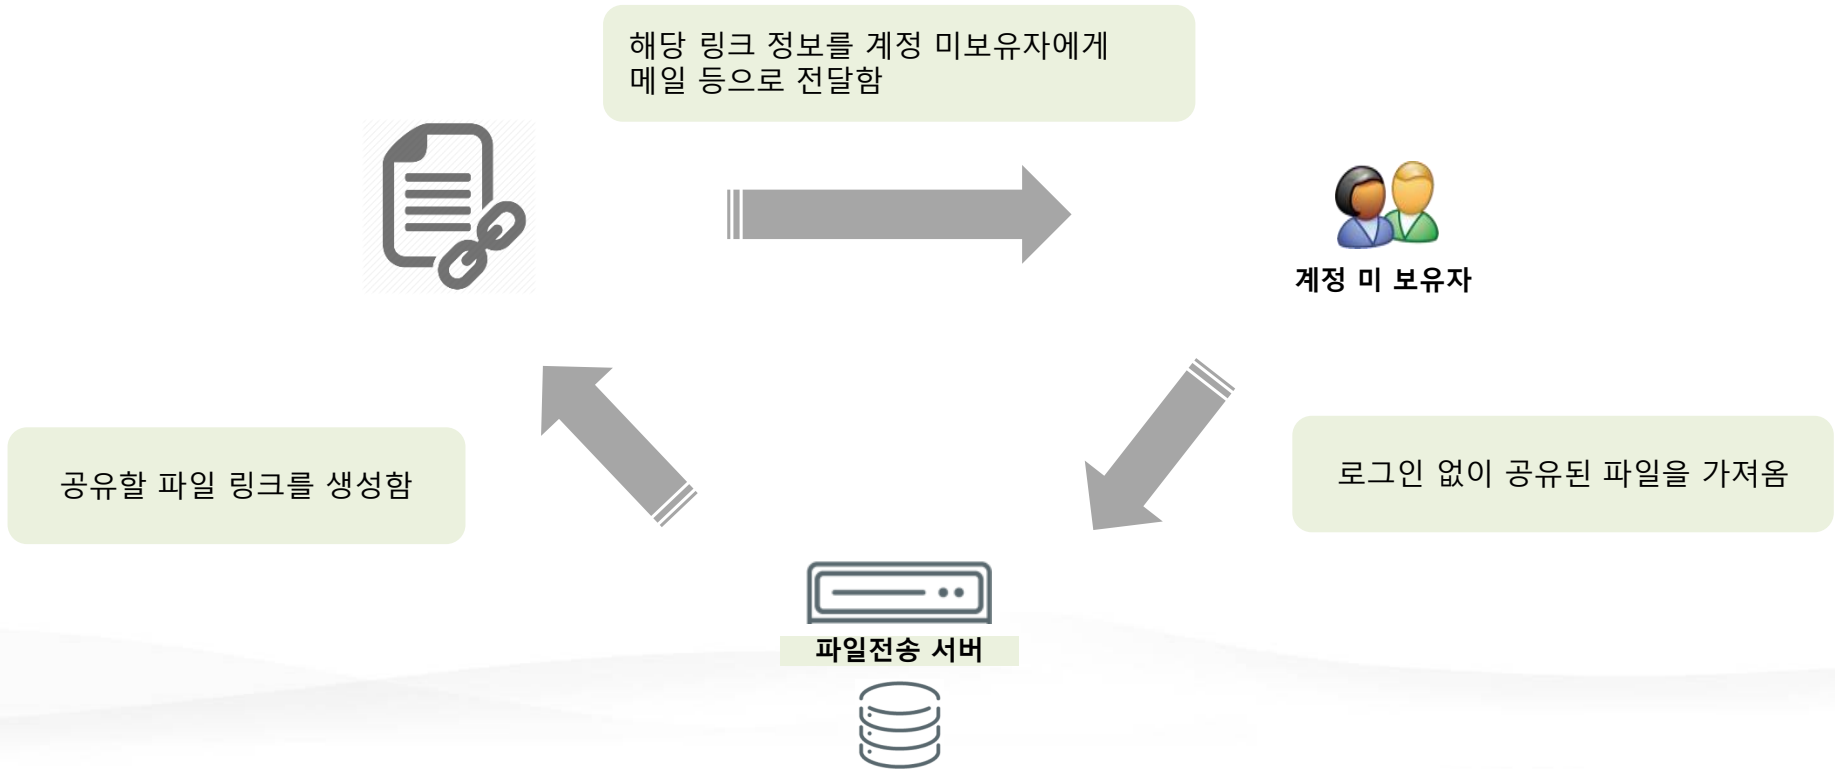 해당 링크 정보를 계정 미보유자에게
메일 등으로 전달함
계정 미 보유자
공유할 파일 링크를 생성함
로그인 없이 공유된 파일을 가져옴
파일전송 서버